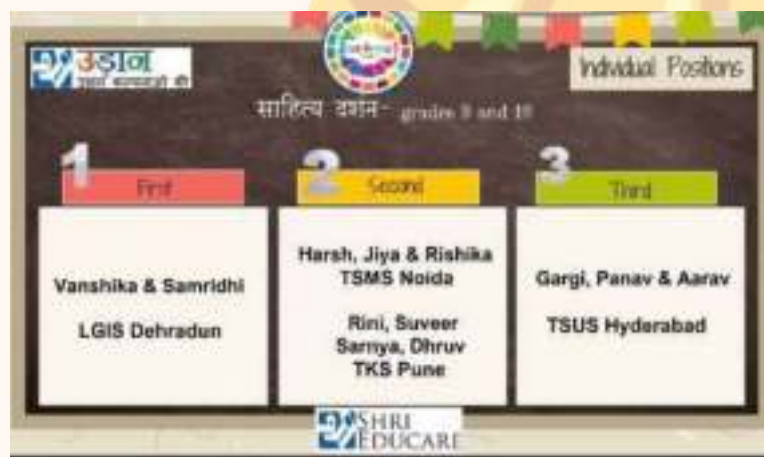 उड़ान
Individual Positions
साहित्य दर्शन- grades 9 and 10
1
First
Vanshika & Samridhi
LGIS Dehradun
2
Second
Harsh, Jiya & Rishika
TSMS Noida
Rini, Suveer
Sarnya, Dhruv
TKS Pune
3
Third
Gargi, Panav & Aarav
TSUS Hyderabad
SHRI
EDUCARE